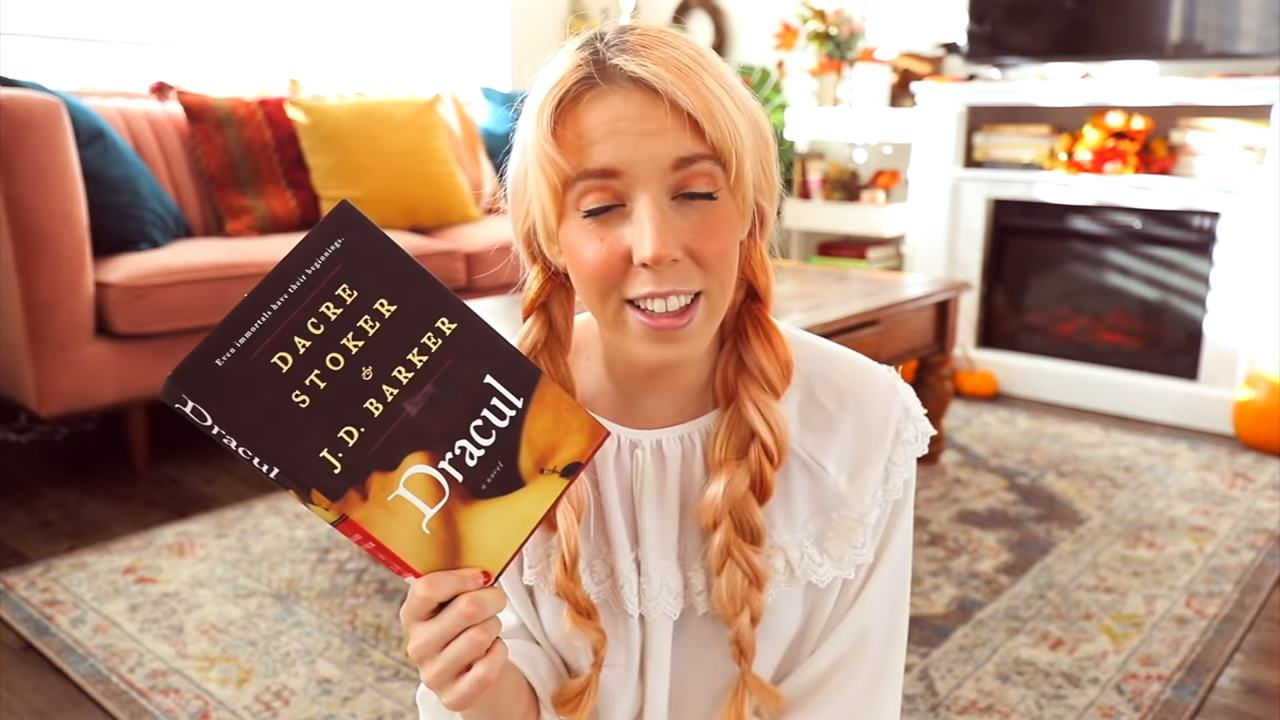 Even immortals have their beginnings.
DACRE
STOKER
&
J.D. BARKER
Dracul
a novel
Dracul